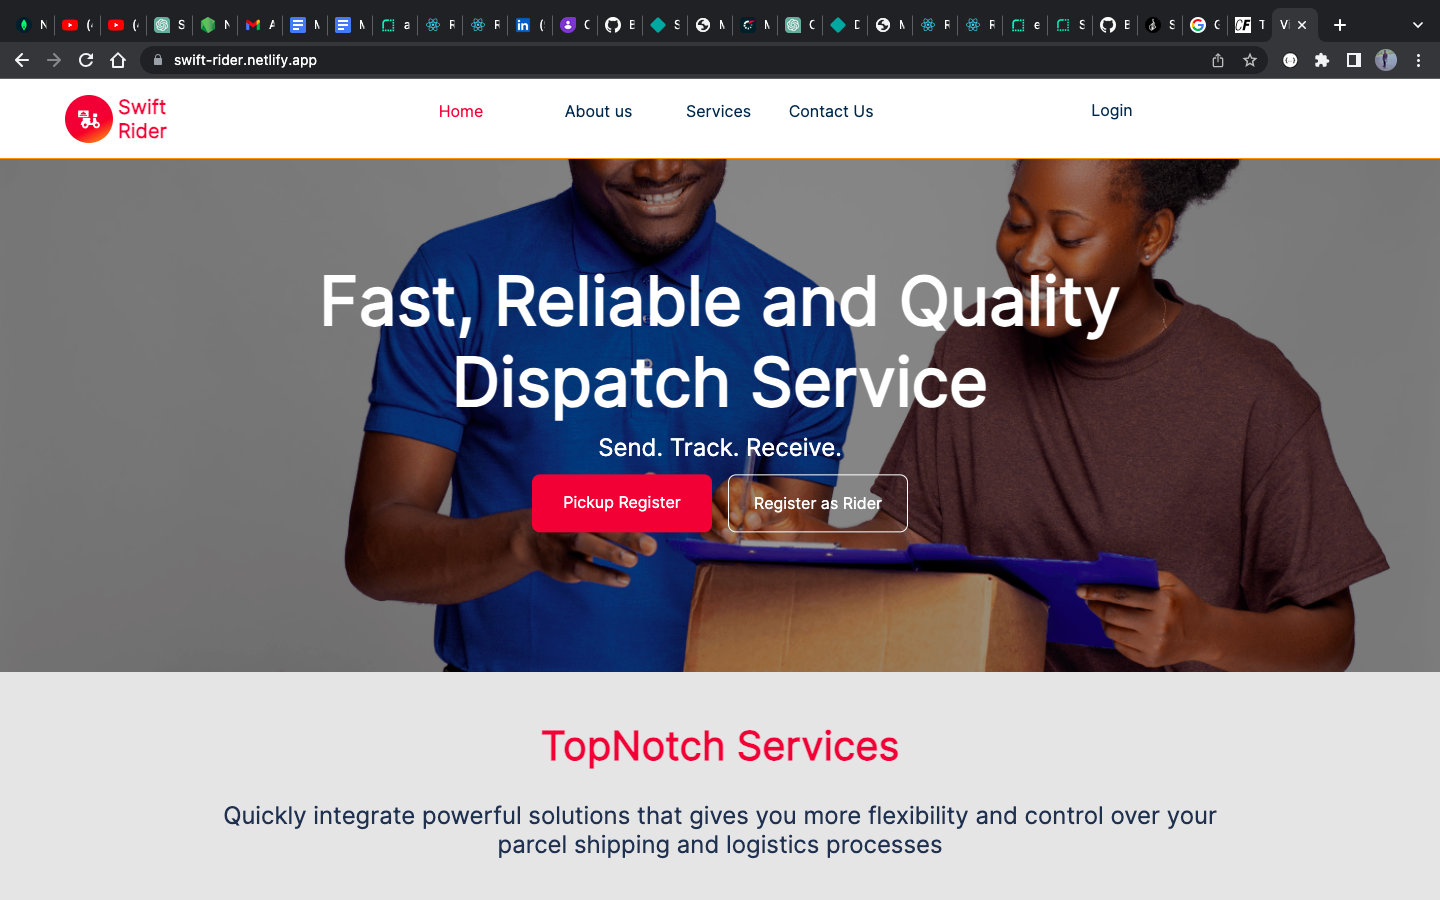 swift-rider.netlify.app
Swift
Rider
Home
About us
Services
Contact Us
Login
Fast, Reliable and Quality
Dispatch Service
Send. Track. Receive.
Pickup Register
Register as Rider
TopNotch Services
Quickly integrate powerful solutions that gives you more flexibility and control over your
parcel shipping and logistics processes